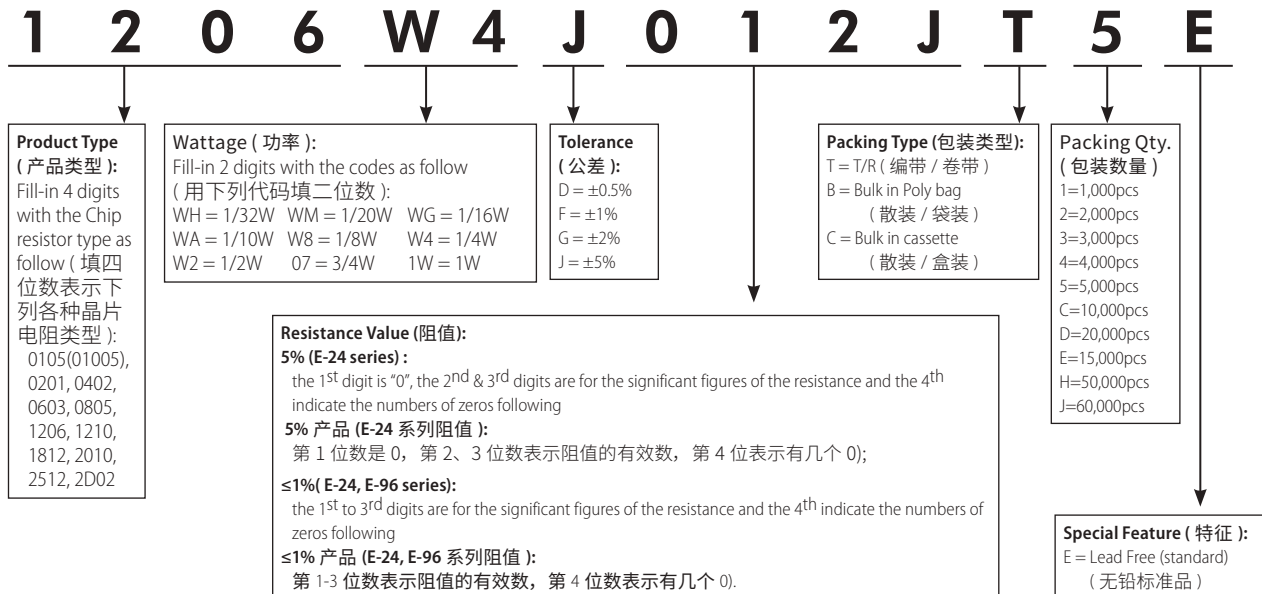 1 2 0 6 W 4 J 0 1 2 J T 5 E
Product Type
( 产品类型 ):
Fill-in 4 digits
with the Chip
resistor type as
follow ( 填四
位数表示下
列各种晶片
电阻类型 ):
0105(01005),
0201, 0402,
0603, 0805,
1206, 1210,
1812, 2010,
2512, 2D02
Wattage ( 功率 ):
Fill-in 2 digits with the codes as follow
( 用下列代码填二位数 ):
WH = 1/32W WM = 1/20W WG = 1/16W
WA = 1/10W W8 = 1/8W W4 = 1/4W
W2 = 1/2W 07 = 3/4W 1W = 1W
Tolerance
( 公差 ):
D = ±0.5%
F = ±1%
G = ±2%
J = ±5%
Resistance Value (阻值):
5% (E-24 series) :
the 1st digit is “0”, the 2nd & 3rd digits are for the significant figures of the resistance and the 4th
indicate the numbers of zeros following
5% 产品 (E-24 系列阻值 ):
第 1 位数是 0，第 2、3 位数表示阻值的有效数，第 4 位表示有几个 0);
≤1%( E-24, E-96 series):
the 1st to 3rd digits are for the significant figures of the resistance and the 4th indicate the numbers of
zeros following
≤1% 产品 (E-24, E-96 系列阻值 ):
第 1-3 位数表示阻值的有效数，第 4 位数表示有几个 0).
Packing Type (包装类型):
T = T/R ( 编带 / 卷带 )
B = Bulk in Poly bag
( 散装 / 袋装 )
C = Bulk in cassette
( 散装 / 盒装 )
Packing Qty.
( 包装数量 )
1=1,000pcs
2=2,000pcs
3=3,000pcs
4=4,000pcs
5=5,000pcs
C=10,000pcs
D=20,000pcs
E=15,000pcs
H=50,000pcs
J=60,000pcs
Special Feature ( 特征 ):
E = Lead Free (standard)
( 无铅标准品 )